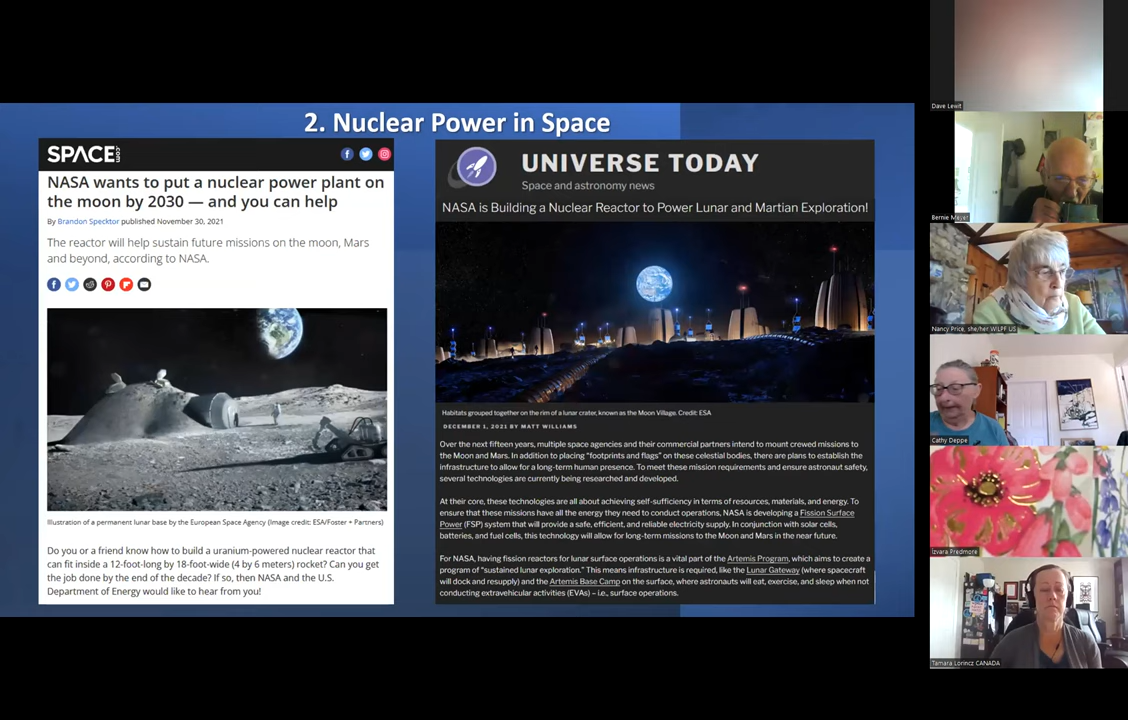 2. Nuclear Power in Space
SPACE.com
NASA wants to put a nuclear power plant on
the moon by 2030 — and you can help
By Brandon Specktor published November 30, 2021
The reactor will help sustain future missions on the moon, Mars
and beyond, according to NASA.
Illustration of a permanent lunar base by the European Space Agency (Image credit: ESA/Foster + Partners)
Do you or a friend know how to build a uranium-powered nuclear reactor that
can fit inside a 12-foot-long by 18-foot-wide (4 by 6 meters) rocket? Can you get
the job done by the end of the decade? If so, then NASA and the U.S.
Department of Energy would like to hear from you!
UNIVERSE TODAY
Space and astronomy news
NASA is Building a Nuclear Reactor to Power Lunar and Martian Exploration!
Habitats grouped together on the rim of a lunar crater, known as the Moon Village. Credit: ESA
DECEMBER 1, 2021 BY MATT WILLIAMS
Over the next fifteen years, multiple space agencies and their commercial partners intend to mount crewed missions to
the Moon and Mars. In addition to placing “footprints and flags” on these celestial bodies, there are plans to establish the
infrastructure to allow for a long-term human presence. To meet these mission requirements and ensure astronaut safety,
several technologies are currently being researched and developed.
At their core, these technologies are all about achieving self-sufficiency in terms of resources, materials, and energy. To
ensure that these missions have all the energy they need to conduct operations, NASA is developing a Fission Surface
Power (FSP) system that will provide a safe, efficient, and reliable electricity supply. In conjunction with solar cells,
batteries, and fuel cells, this technology will allow for long-term missions to the Moon and Mars in the near future.
For NASA, having fission reactors for lunar surface operations is a vital part of the Artemis Program, which aims to create a
program of “sustained lunar exploration.” This means infrastructure is required, like the Lunar Gateway (where spacecraft
will dock and resupply) and the Artemis Base Camp on the surface, where astronauts will eat, exercise, and sleep when not
conducting extravehicular activities (EVAs) – i.e., surface operations.
Dave Lewit
Bernie Meyer
Nancy Price, she/her WILPF US
Cathy Deppe
Izvara Predmore
Tamara Lorincz CANADA